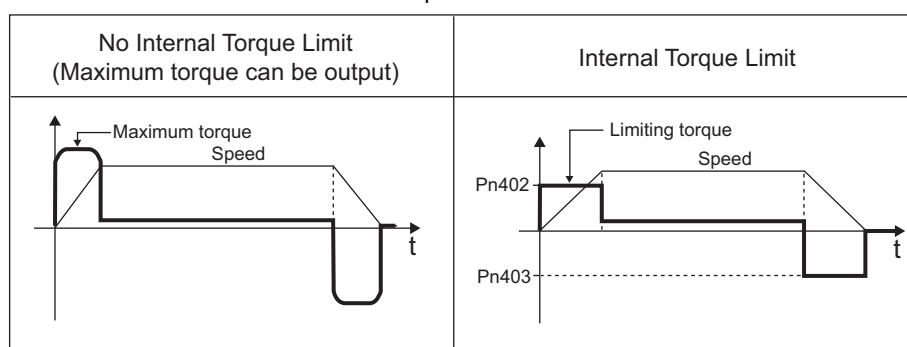 No Internal Torque Limit
(Maximum torque can be output)
Internal Torque Limit
Maximum torque
Speed
t
Limiting torque
Speed
Pn402
t
Pn403